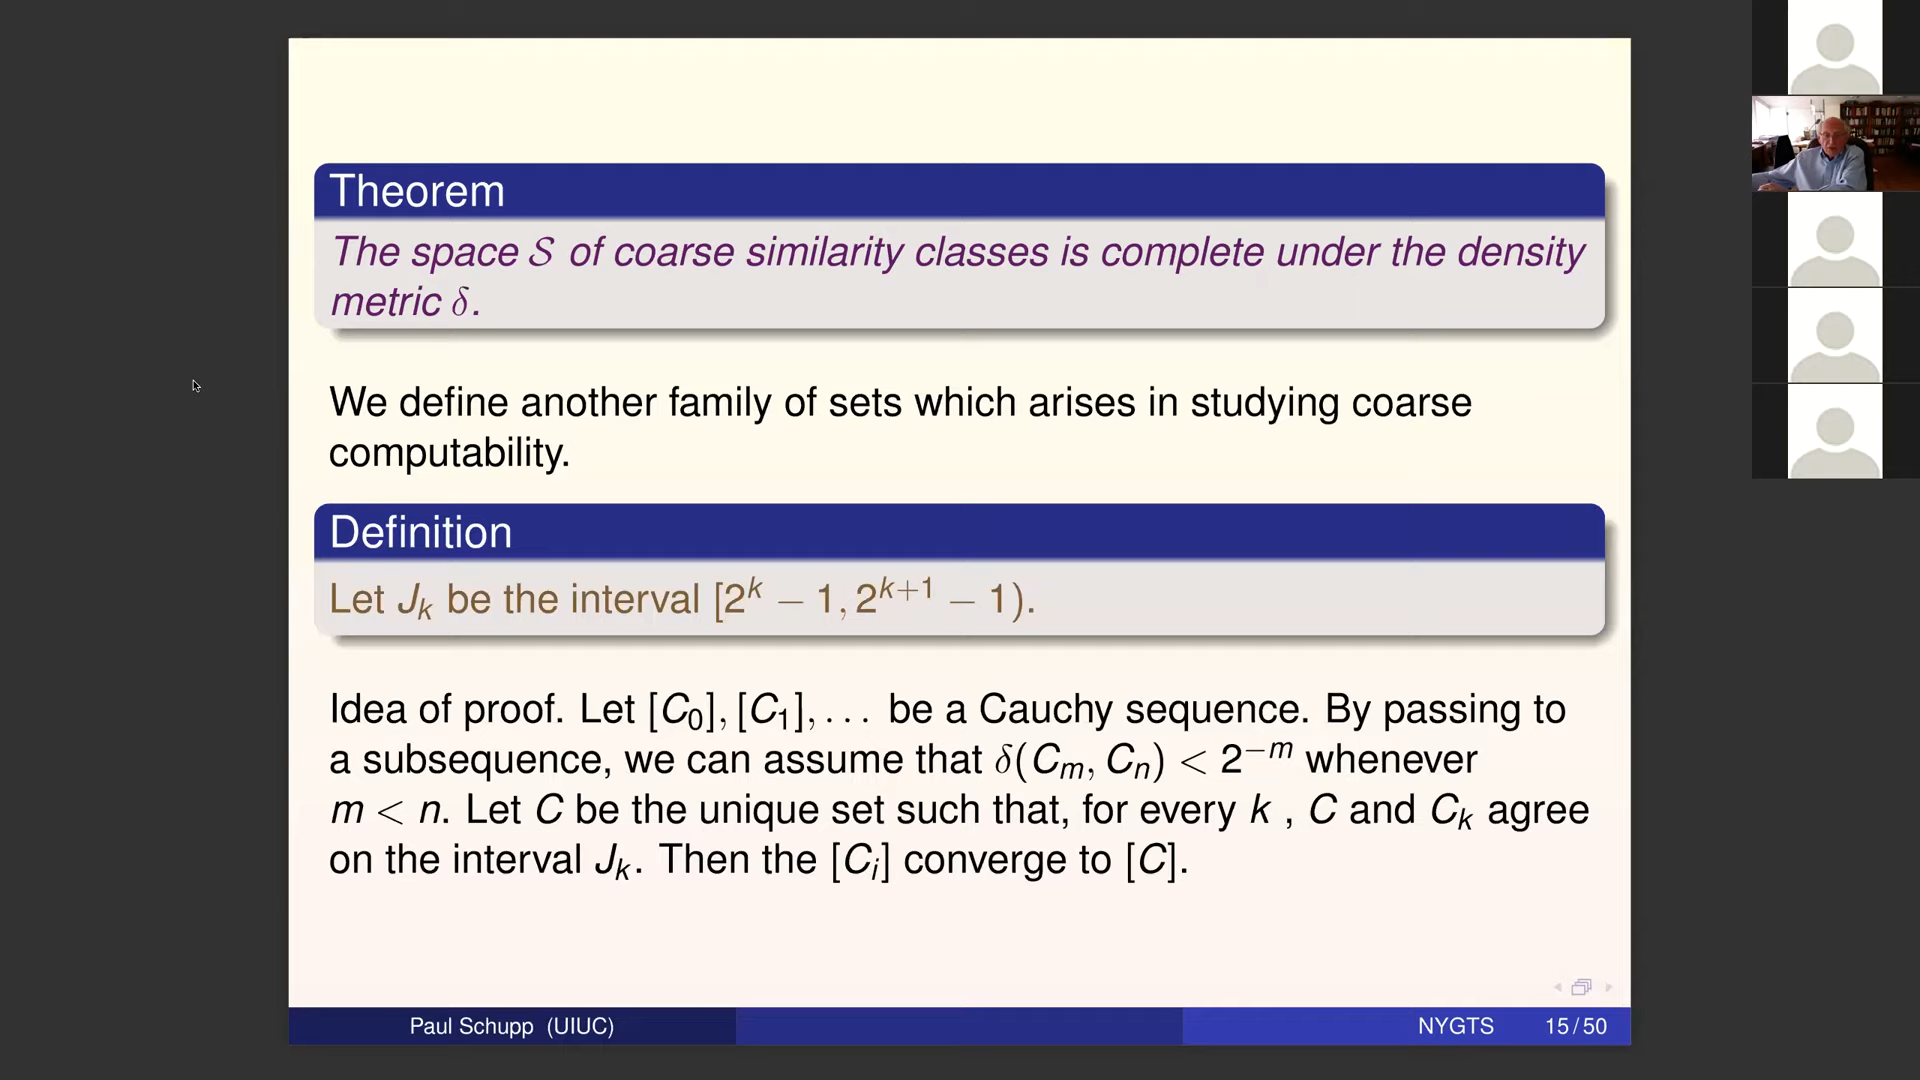 Theorem
The space 𝒮 of coarse similarity classes is complete under the density
metric δ.
We define another family of sets which arises in studying coarse
computability.
Definition
Let J_k be the interval [2^k − 1, 2^{k+1} − 1).
Idea of proof. Let [C_0], [C_1], . . . be a Cauchy sequence. By passing to
a subsequence, we can assume that δ(C_m, C_n) < 2^{−m} whenever
m < n. Let C be the unique set such that, for every k , C and C_k agree
on the interval J_k. Then the [C_i] converge to [C].
Paul Schupp (UIUC)
NYGTS
15 / 50